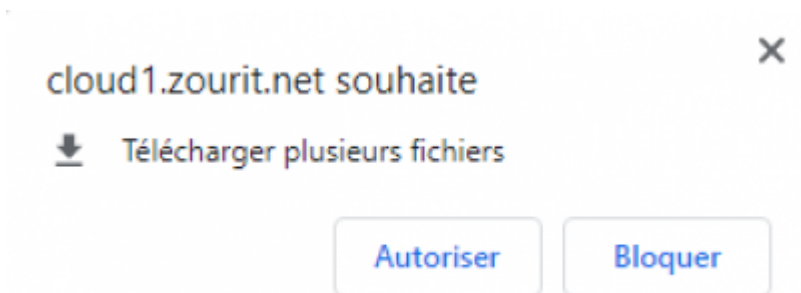 cloud1.zourit.net souhaite
Télécharger plusieurs fichiers
Autoriser Bloquer